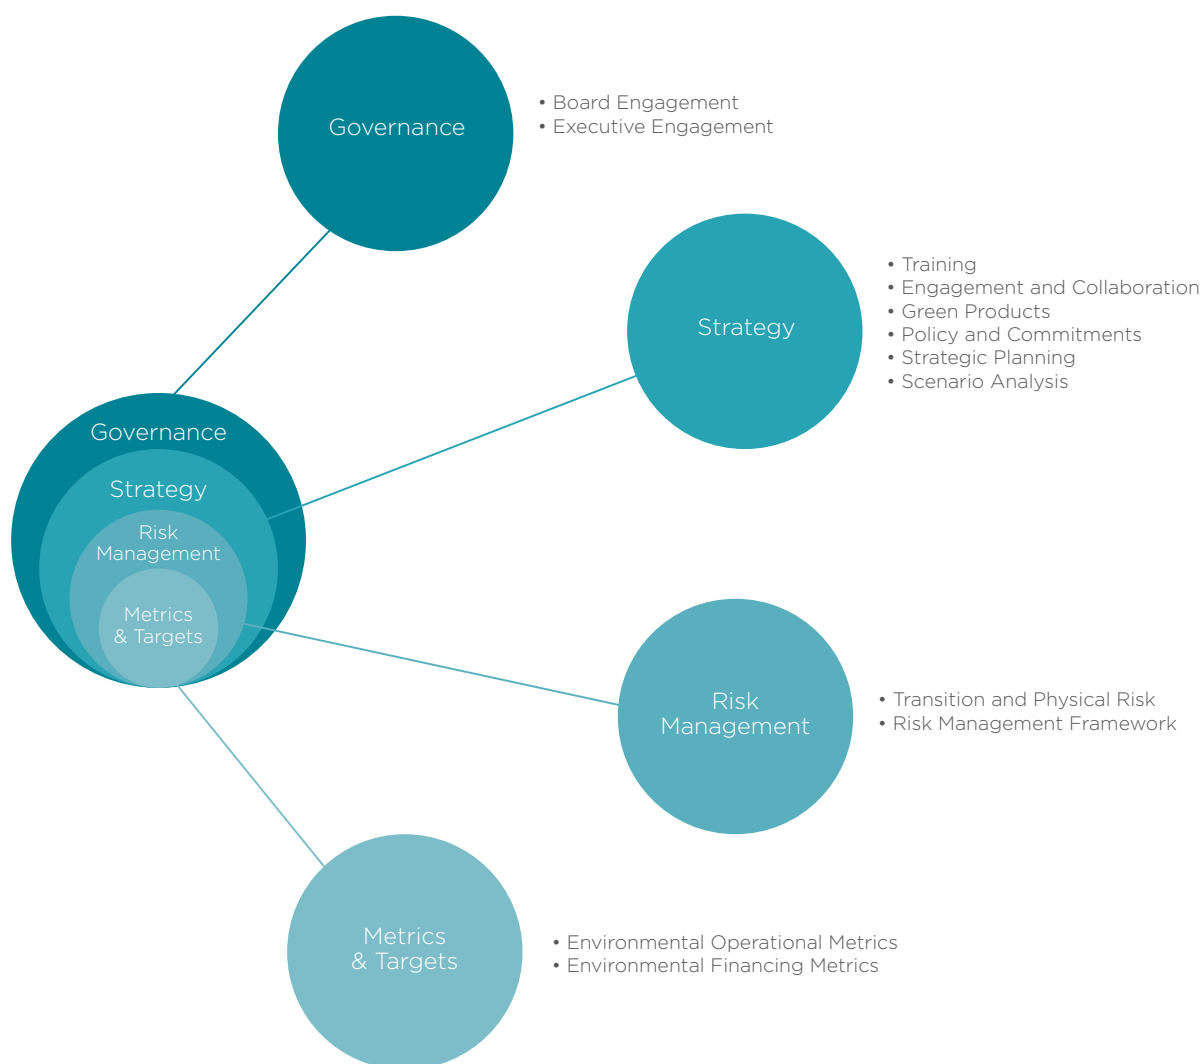 Governance
• Board Engagement
• Executive Engagement
Strategy
• Training
• Engagement and Collaboration
• Green Products
• Policy and Commitments
• Strategic Planning
• Scenario Analysis
Governance
Strategy
Risk
Management
Metrics
& Targets
Risk
Management
• Transition and Physical Risk
• Risk Management Framework
Metrics
& Targets
• Environmental Operational Metrics
• Environmental Financing Metrics